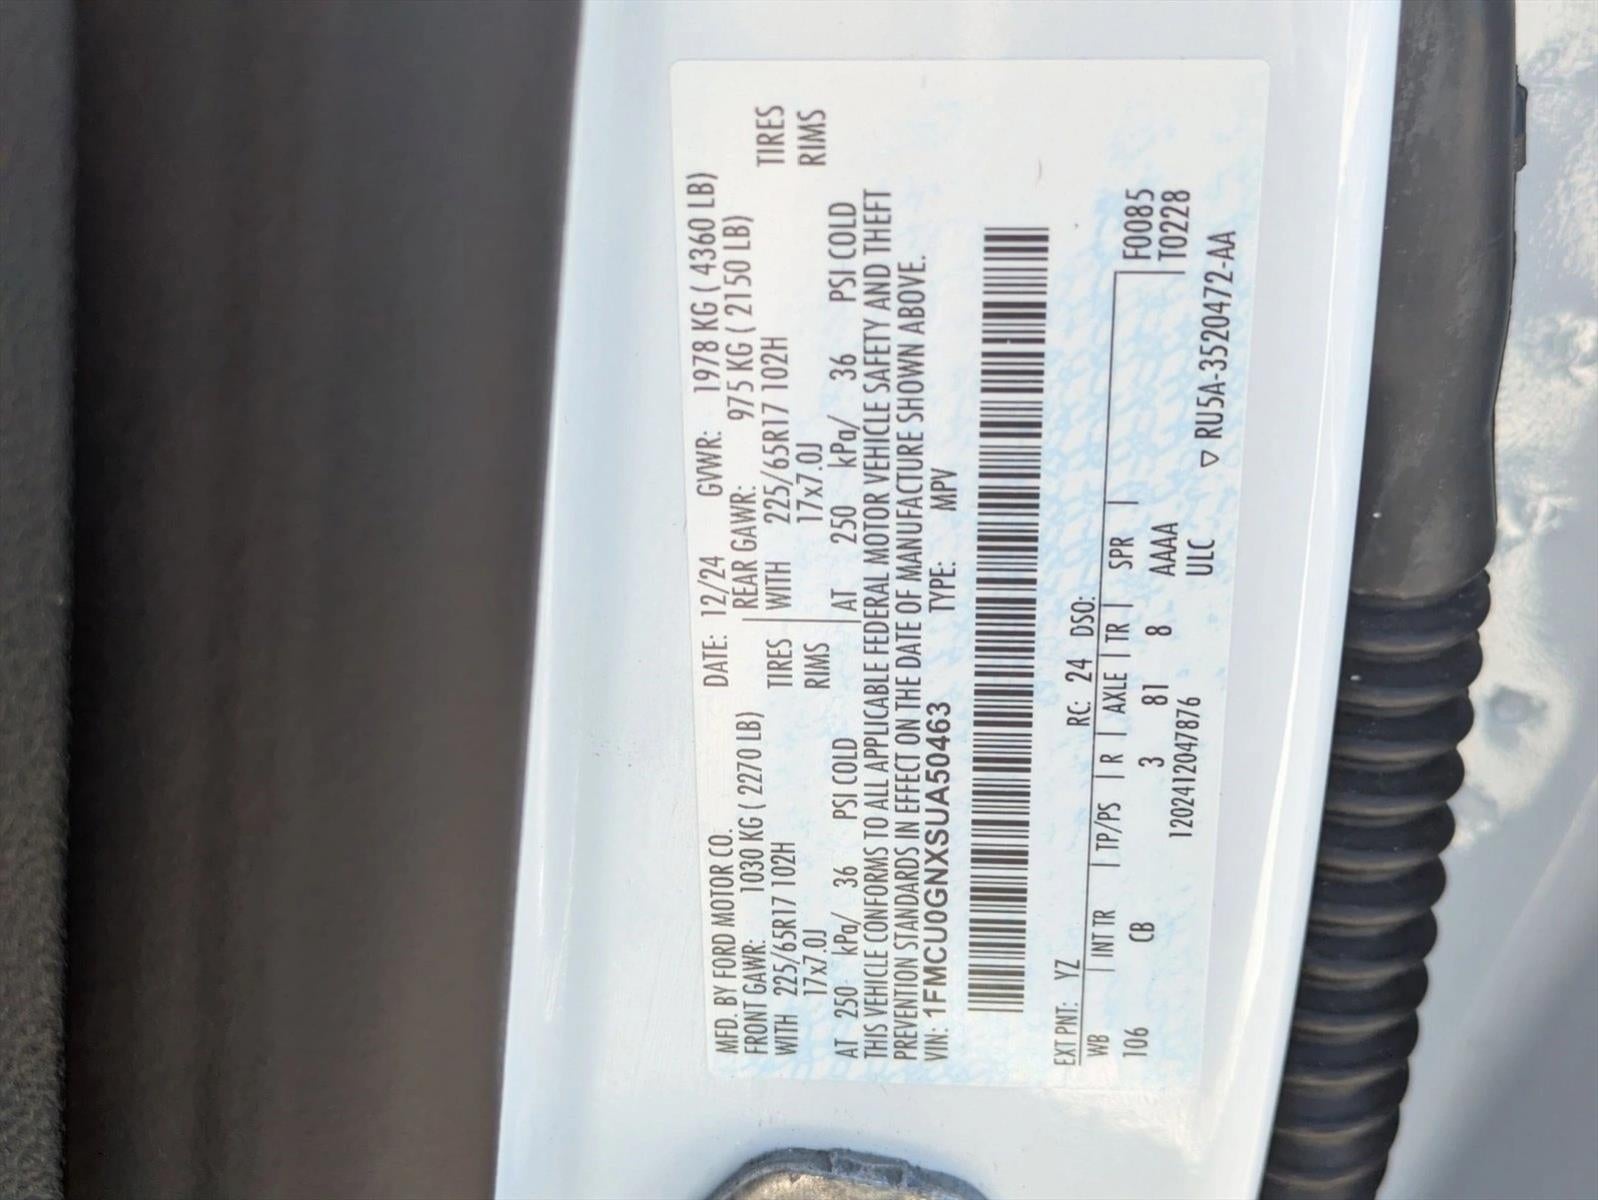 MFD. BY FORD MOTOR CO. DATE: 12/24 GVWR: 1978 KG ( 4360 LB)
FRONT GAWR: 1030 KG ( 2270 LB) REAR GAWR: 975 KG ( 2150 LB)
WITH 225/65R17 102H TIRES WITH 225/65R17 102H TIRES
17x7.0J RIMS 17x7.0J RIMS
AT 250 kPa/ 36 PSI COLD AT 250 kPa/ 36 PSI COLD
THIS VEHICLE CONFORMS TO ALL APPLICABLE FEDERAL MOTOR VEHICLE SAFETY AND THEFT
PREVENTION STANDARDS IN EFFECT ON THE DATE OF MANUFACTURE SHOWN ABOVE.
VIN: 1FMCU0GNXSUA50463 TYPE: MPV
EXT PNT: YZ RC: 24 DSO:
WB | INT TR | TP/PS | R | AXLE | TR | SPR | F0085
106 CB 3 81 8 AAAA T0228
120241204787​6 ULC
▽ RU5A-3520472-AA